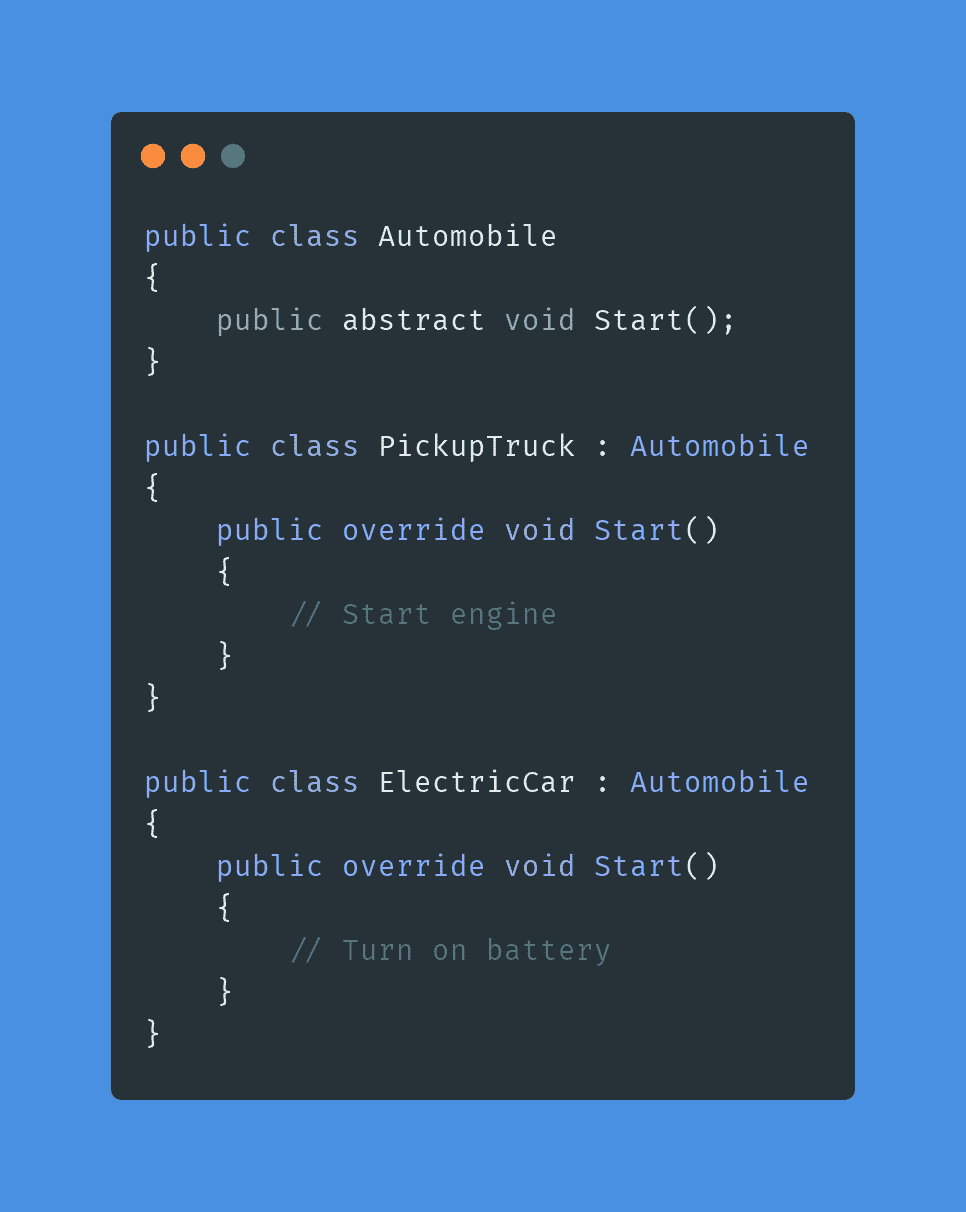 public class Automobile
{
    public abstract void Start();
}

public class PickupTruck : Automobile
{
    public override void Start()
    {
        // Start engine
    }
}

public class ElectricCar : Automobile
{
    public override void Start()
    {
        // Turn on battery
    }
}